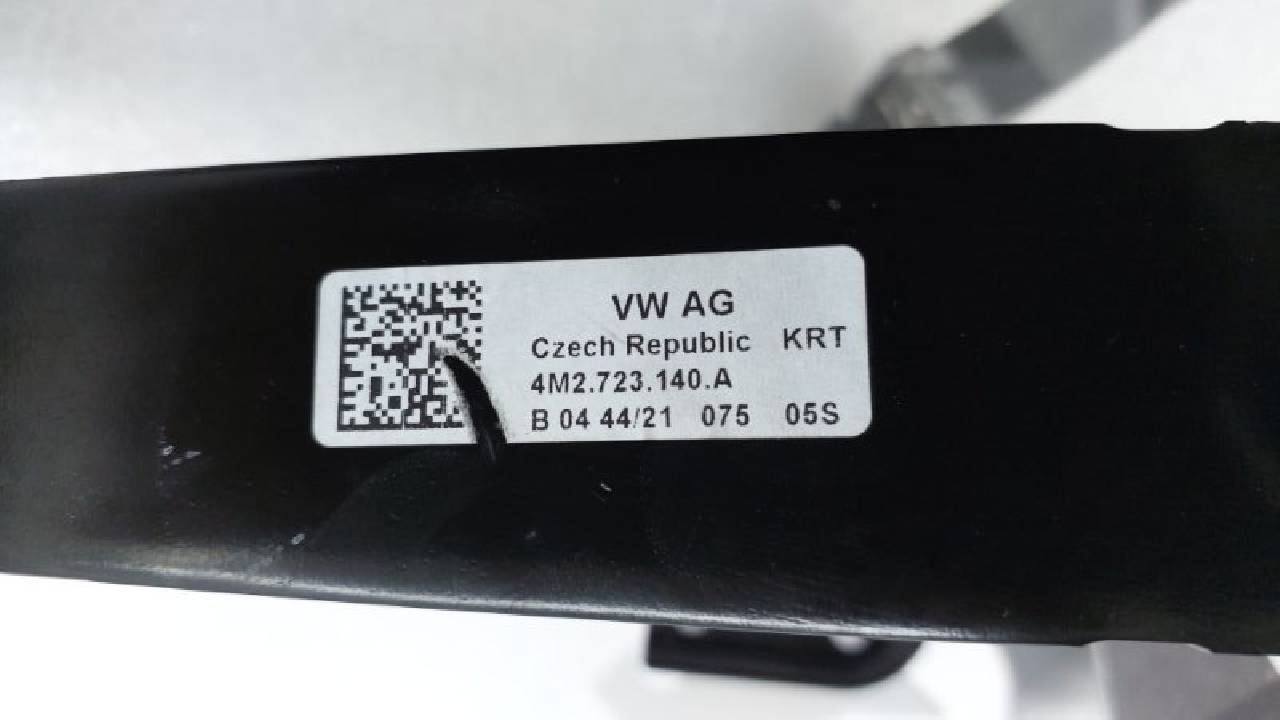 VW AG
Czech Republic KRT
4M2.723.140.A
B 04 44/21 075 05S